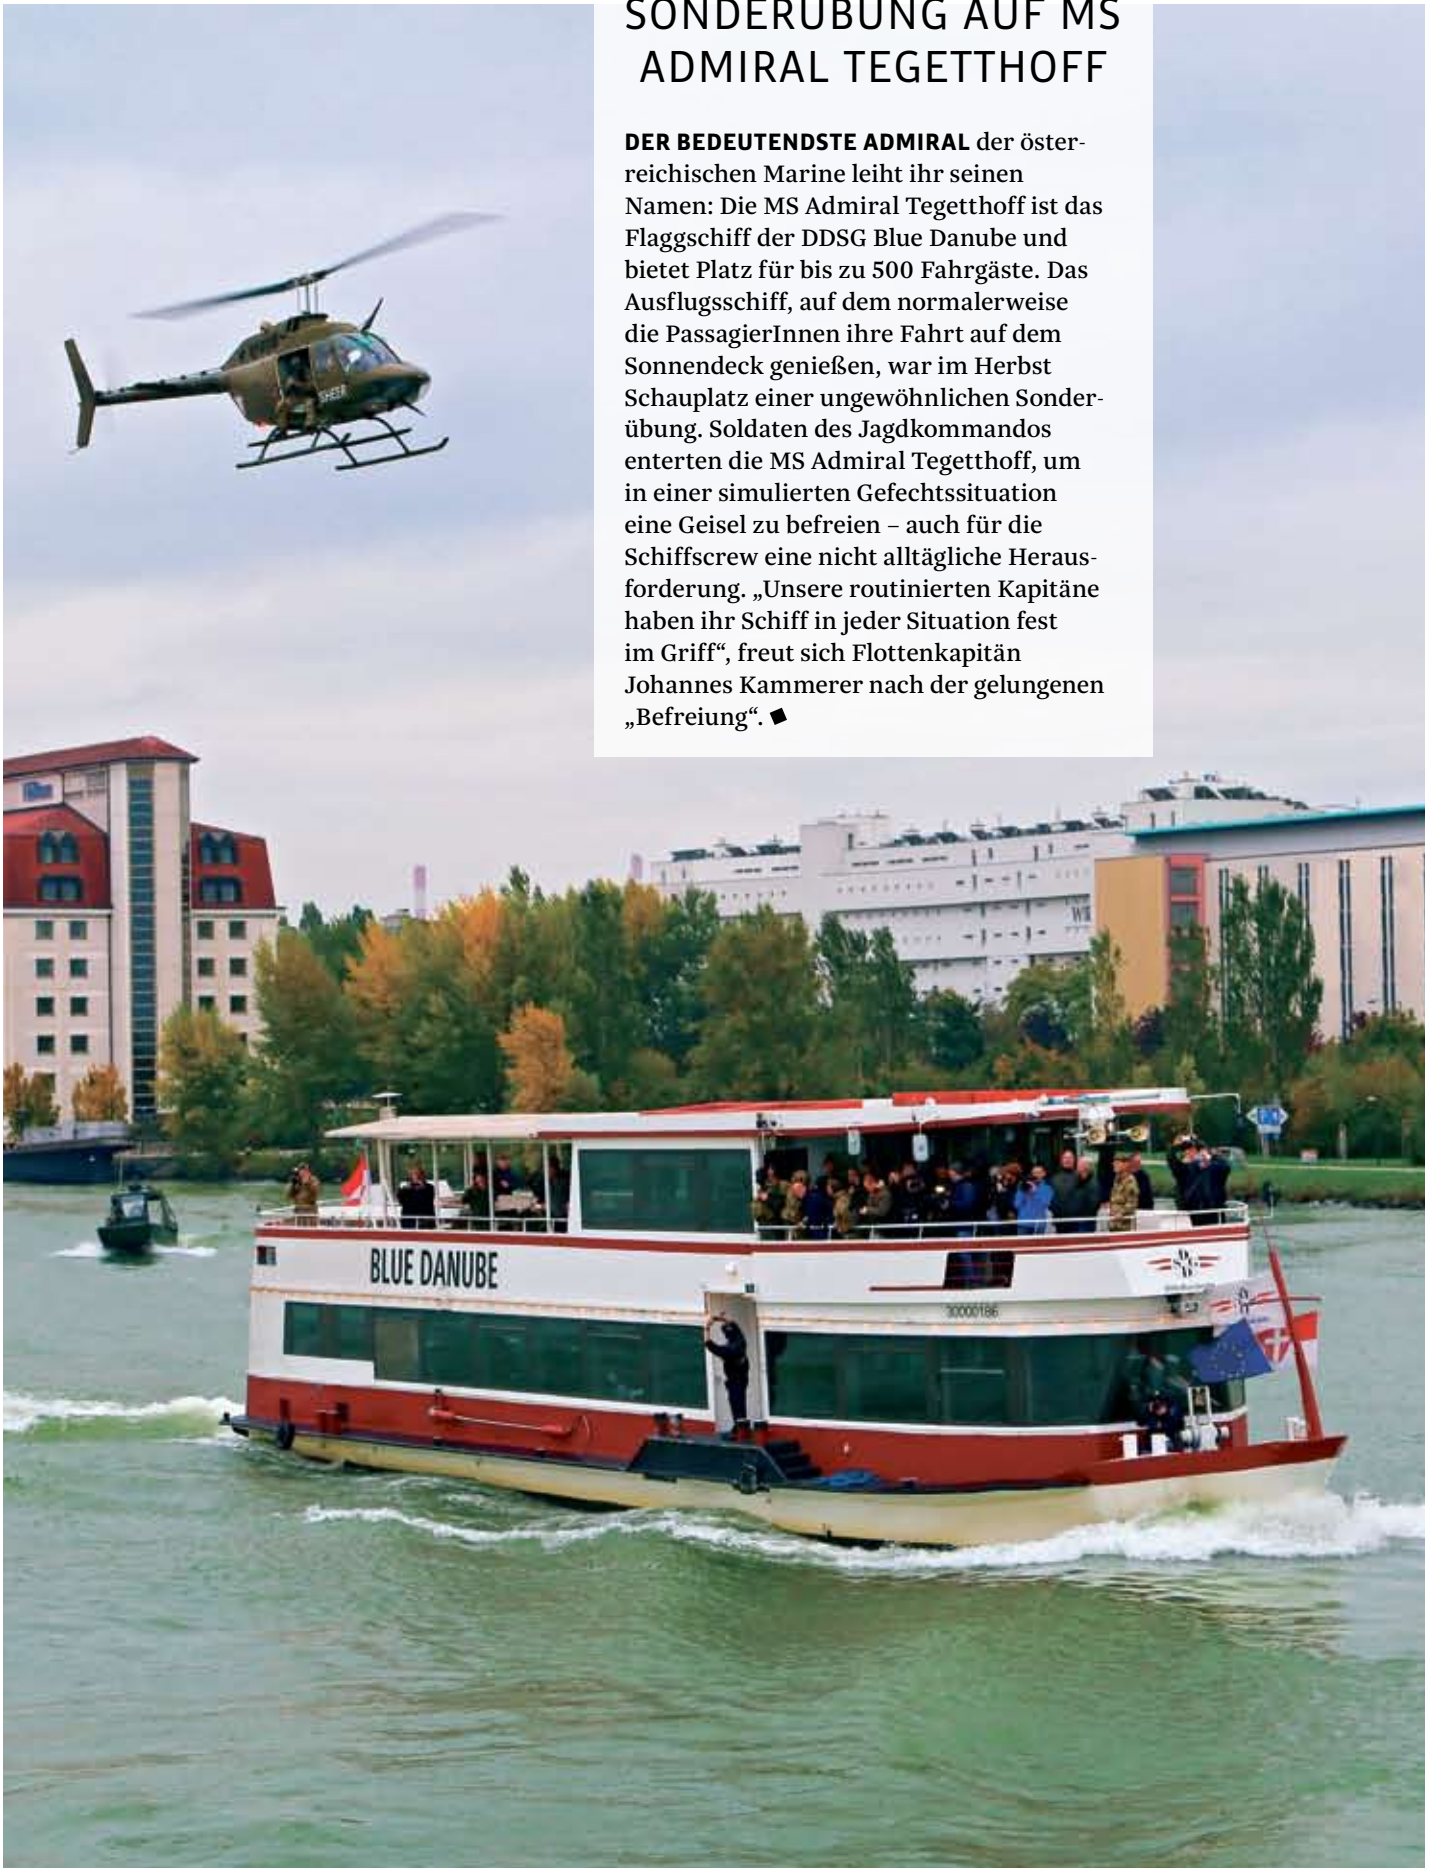 SONDERÜBUNG AUF MS
ADMIRAL TEGETTHOFF
DER BEDEUTENDSTE ADMIRAL der öster-
reichischen Marine leiht ihr seinen
Namen: Die MS Admiral Tegetthoff ist das
Flaggschiff der DDSG Blue Danube und
bietet Platz für bis zu 500 Fahrgäste. Das
Ausflugsschiff, auf dem normalerweise
die PassagierInnen ihre Fahrt auf dem
Sonnendeck genießen, war im Herbst
Schauplatz einer ungewöhnlichen Sonder-
übung. Soldaten des Jagdkommandos
enterten die MS Admiral Tegetthoff, um
in einer simulierten Gefechtssituation
eine Geisel zu befreien – auch für die
Schiffscrew eine nicht alltägliche Heraus-
forderung. „Unsere routinierten Kapitäne
haben ihr Schiff in jeder Situation fest
im Griff“, freut sich Flottenkapitän
Johannes Kammerer nach der gelungenen
„Befreiung“. ◆
BLUE DANUBE
30000186